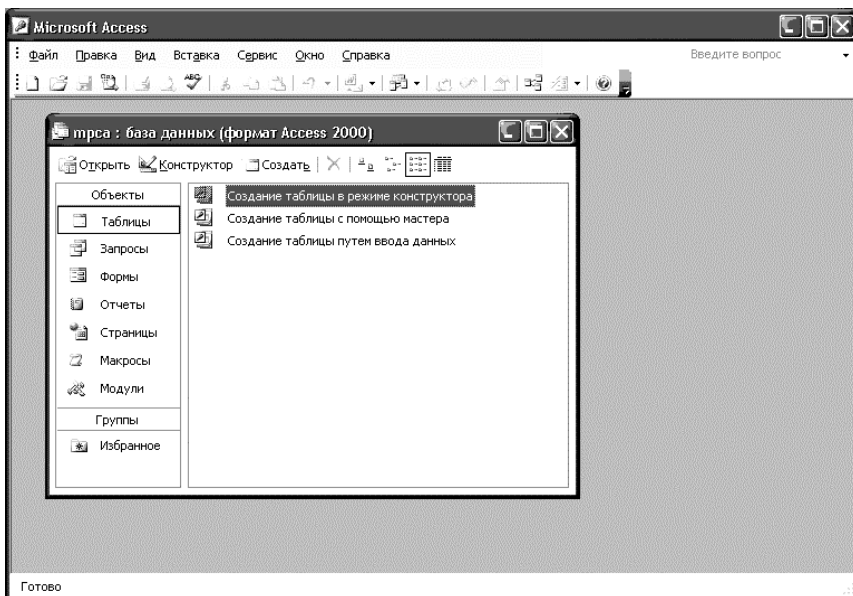 Microsoft Access
Файл Правка Вид Вставка Сервис Окно Справка Введите вопрос
mpca : база данных (формат Access 2000)
Открыть Конструктор Создать
Объекты
Таблицы
Запросы
Формы
Отчеты
Страницы
Макросы
Модули
Группы
Избранное
Создание таблицы в режиме конструктора
Создание таблицы с помощью мастера
Создание таблицы путем ввода данных
Готово